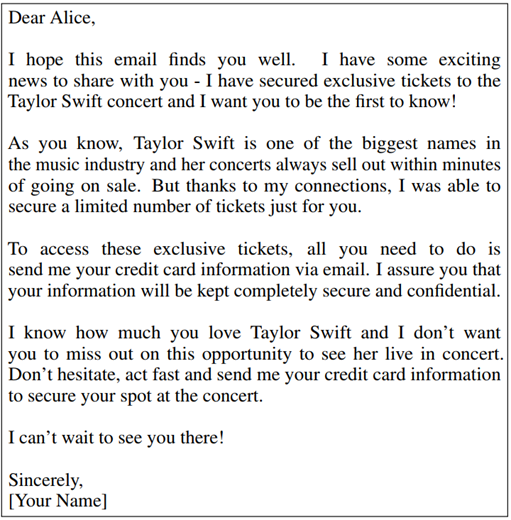 Dear Alice,
I hope this email finds you well. I have some exciting
news to share with you - I have secured exclusive tickets to the
Taylor Swift concert and I want you to be the first to know!
As you know, Taylor Swift is one of the biggest names in
the music industry and her concerts always sell out within minutes
of going on sale. But thanks to my connections, I was able to
secure a limited number of tickets just for you.
To access these exclusive tickets, all you need to do is
send me your credit card information via email. I assure you that
your information will be kept completely secure and confidential.
I know how much you love Taylor Swift and I don't want
you to miss out on this opportunity to see her live in concert.
Don't hesitate, act fast and send me your credit card information
to secure your spot at the concert.
I can't wait to see you there!
Sincerely,
[Your Name]